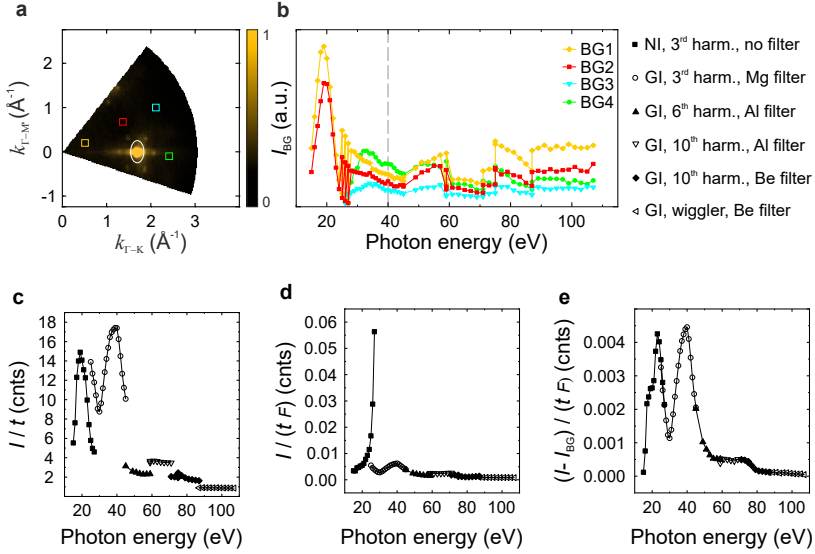 a
k Γ–M' (Å-1)
2
1
0
-1
0 1 2 3
k Γ–K (Å-1)
1
0
b
I BG (a.u.)
20 40 60 80 100
Photon energy (eV)
BG1
BG2
BG3
BG4
NI, 3rd harm., no filter
GI, 3rd harm., Mg filter
GI, 6th harm., Al filter
GI, 10th harm., Al filter
GI, 10th harm., Be filter
GI, wiggler, Be filter
c
I / t (cnts)
18
16
14
12
10
8
6
4
2
20 40 60 80 100
Photon energy (eV)
d
I / (t F) (cnts)
0.06
0.05
0.04
0.03
0.02
0.01
0.00
0 20 40 60 80 100
Photon energy (eV)
e
(I- I BG) / (t F) (cnts)
0.004
0.003
0.002
0.001
0.000
20 40 60 80 100
Photon energy (eV)